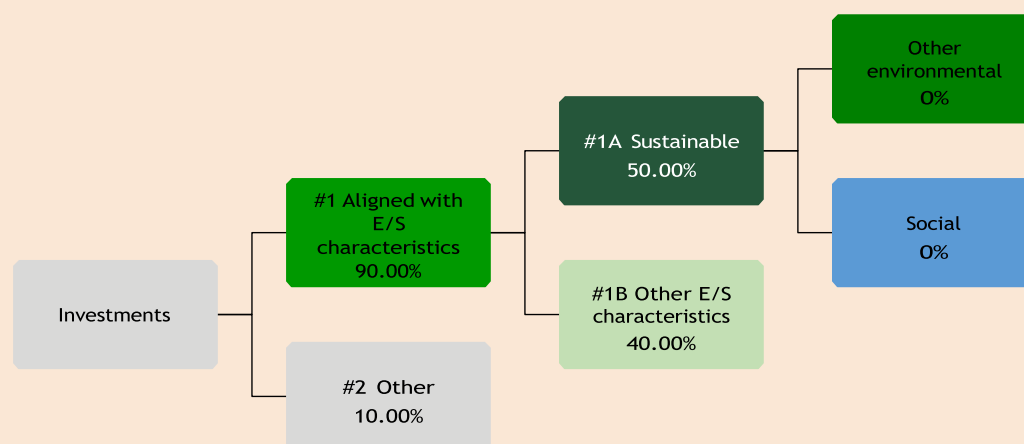 Other
environmental
0%
#1A Sustainable
50.00%
#1 Aligned with
E/S
characteristics
90.00%
Social
0%
Investments
#1B Other E/S
characteristics
40.00%
#2 Other
10.00%